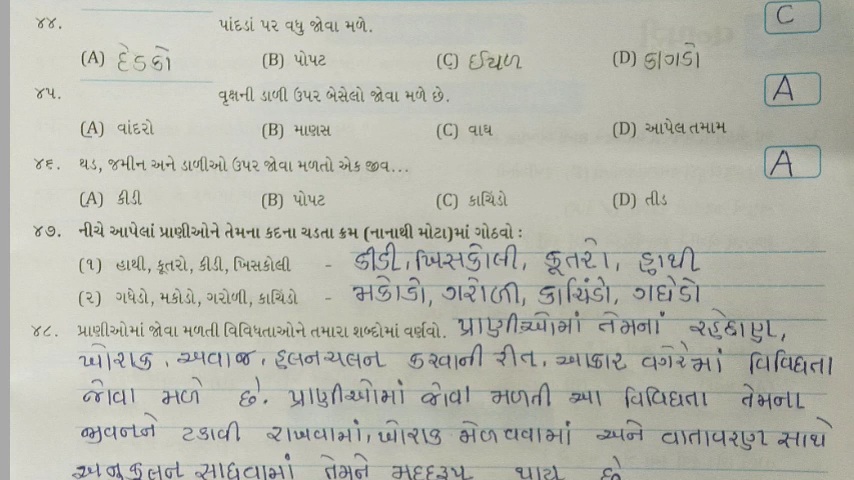 ૪૪. ____________ પાંદડાં પર વધુ જોવા મળે. C
(A) દેડકો (B) પોપટ (C) ઈયળ (D) કાગડો
૪૫. ____________ વૃક્ષની ડાળી ઉપર બેસેલો જોવા મળે છે. A
(A) વાંદરો (B) માણસ (C) વાઘ (D) આપેલ તમામ
૪૬. થડ, જમીન અને ડાળીઓ ઉપર જોવા મળતો એક જીવ... A
(A) કીડી (B) પોપટ (C) કાચિંડો (D) તીડ
૪૭. નીચે આપેલાં પ્રાણીઓને તેમના કદના ચડતા ક્રમ (નાનાથી મોટા)માં ગોઠવો :
(૧) હાથી, કૂતરો, કીડી, ખિસકોલી - કીડી, ખિસકોલી, કૂતરો, હાથી
(૨) ગધેડો, મકોડો, ગરોળી, કાચિંડો - મકોડો, ગરોળી, કાચિંડો, ગધેડો
૪૮. પ્રાણીઓમાં જોવા મળતી વિવિધતાઓને તમારા શબ્દોમાં વર્ણવો. પ્રાણીઓમાં તેમનાં રહેઠાણ,
ખોરાક, અવાજ, હલનચલન કરવાની રીત, આકાર વગેરેમાં વિવિધતા
જોવા મળે છે. પ્રાણીઓમાં જોવા મળતી આ વિવિધતા તેમના
જીવનને ટકાવી રાખવામાં, ખોરાક મેળવવામાં અને વાતાવરણ સાથે
અનુકુલન સાધવામાં તેમને મદદરૂપ થાય છે